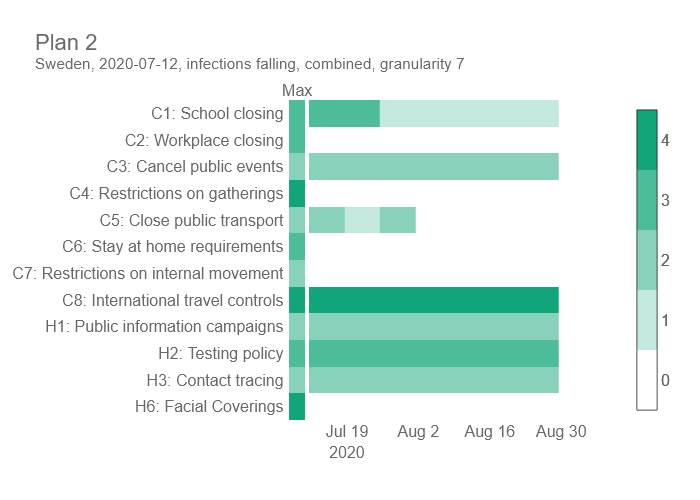 Plan 2
Sweden, 2020-07-12, infections falling, combined, granularity 7
Max
C1: School closing
C2: Workplace closing
C3: Cancel public events
C4: Restrictions on gatherings
C5: Close public transport
C6: Stay at home requirements
C7: Restrictions on internal movement
C8: International travel controls
H1: Public information campaigns
H2: Testing policy
H3: Contact tracing
H6: Facial Coverings
Jul 19 Aug 2 Aug 16 Aug 30
2020
4
3
2
1
0